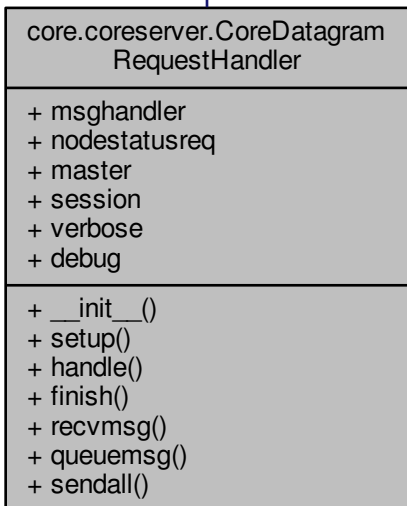 core.coreserver.CoreDatagram
RequestHandler
+ msghandler
+ nodestatusreq
+ master
+ session
+ verbose
+ debug
+ __init__()
+ setup()
+ handle()
+ finish()
+ recvmsg()
+ queuemsg()
+ sendall()